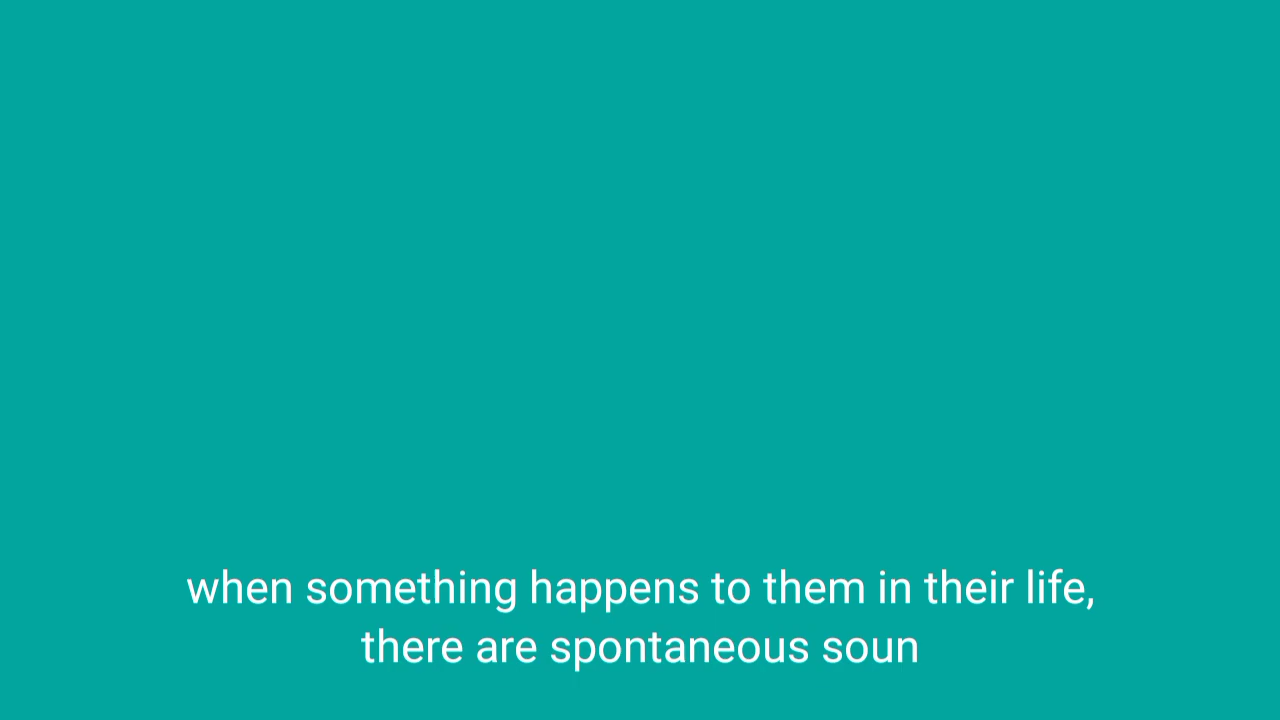 when something happens to them in their life,
there are spontaneous soun